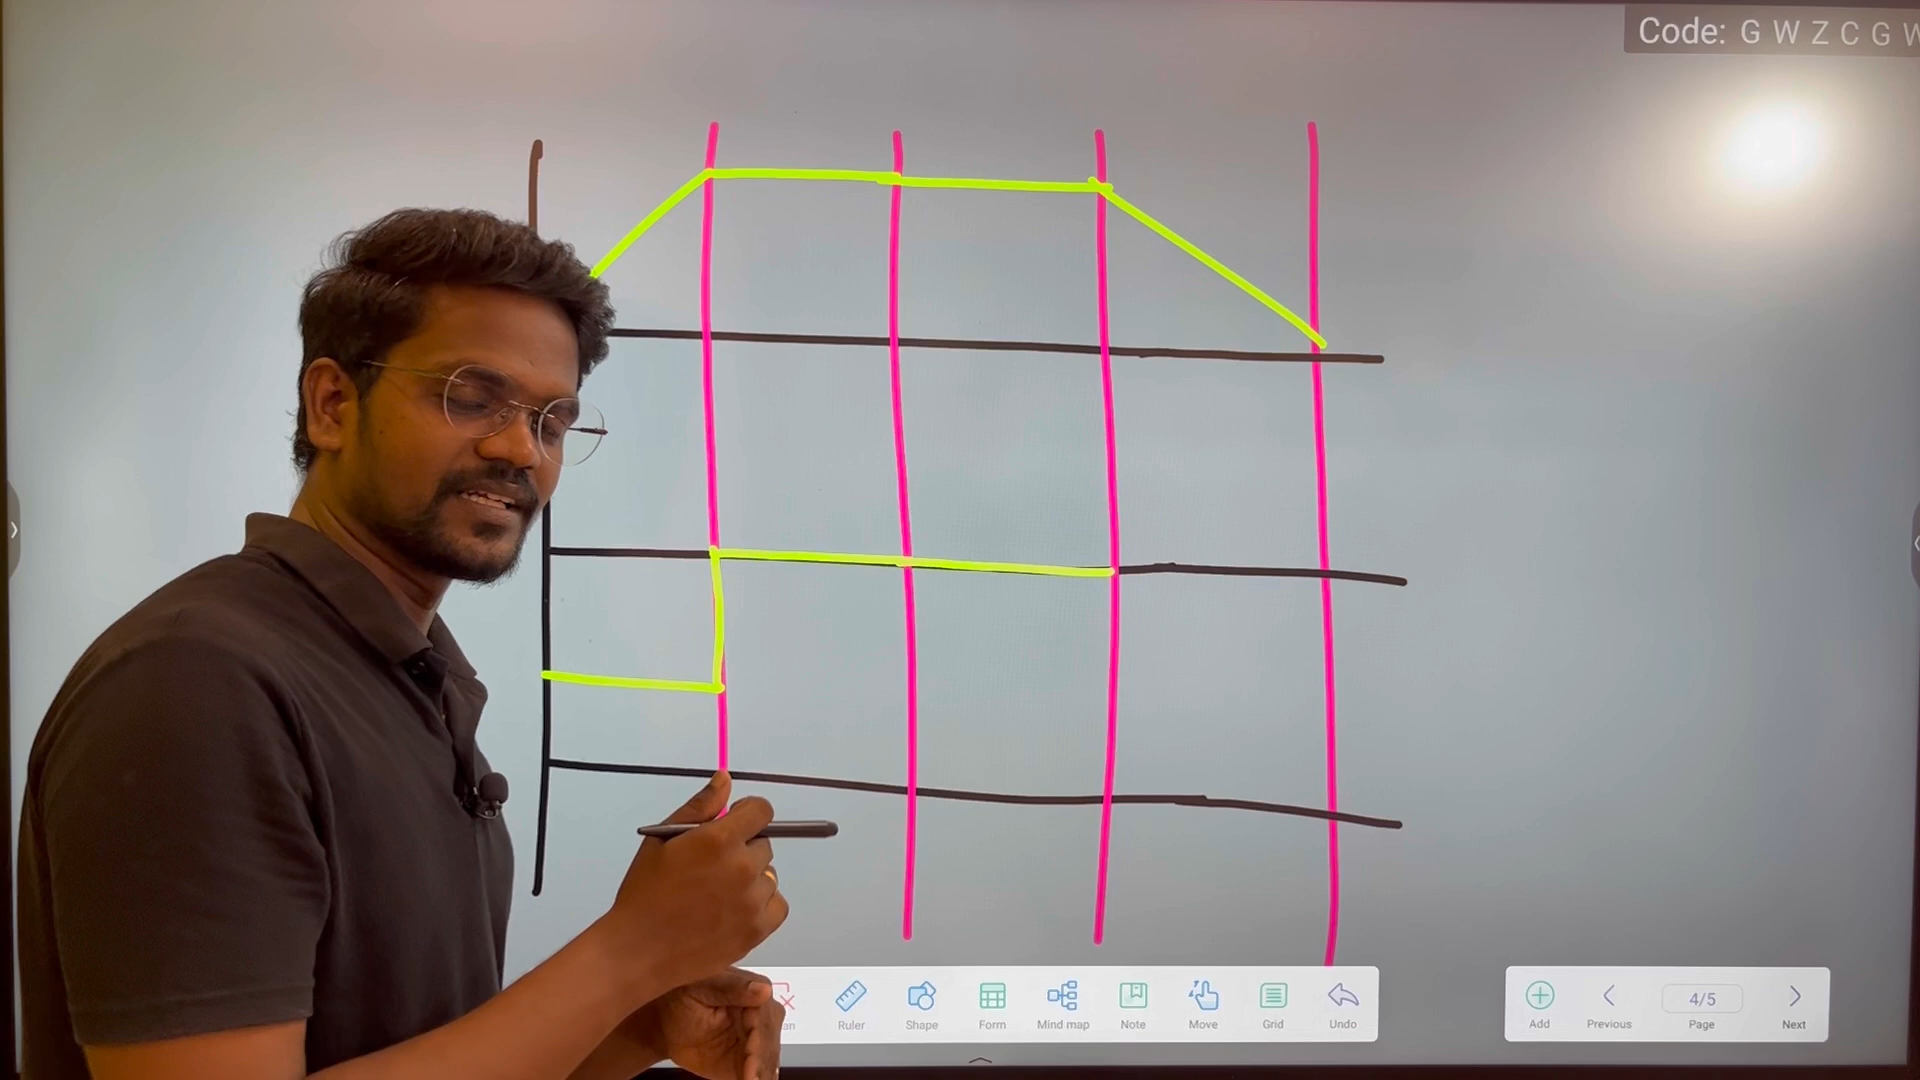 Code: G W Z C G W
Ruler
Shape
Form
Mind map
Note
Move
Grid
Undo
Add
Previous
4/5
Page
Next